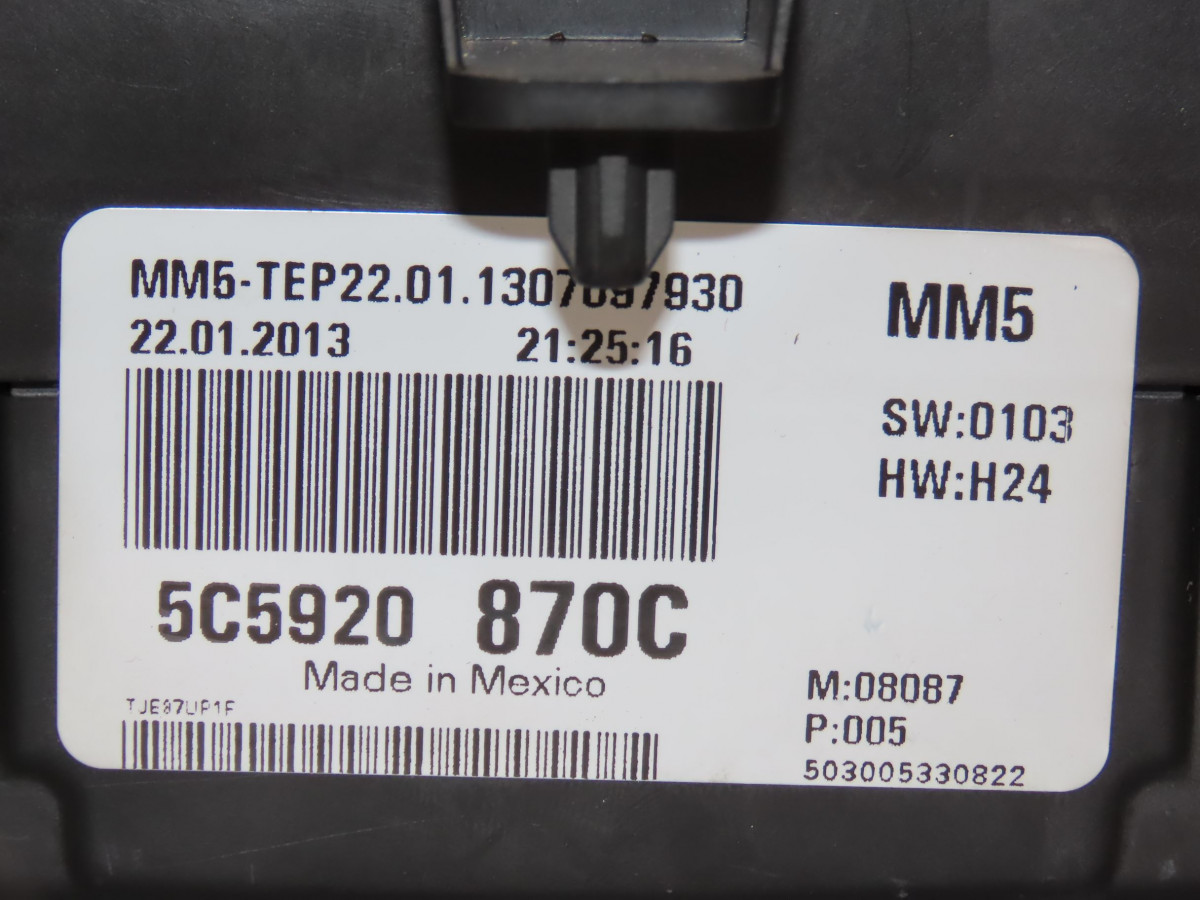 MM5-TEP22.01.1307097930
MM5
22.01.2013 21:25:16
SW:0103
HW:H24
5C5920 870C
Made in Mexico
M:08087
P:005
503005330822